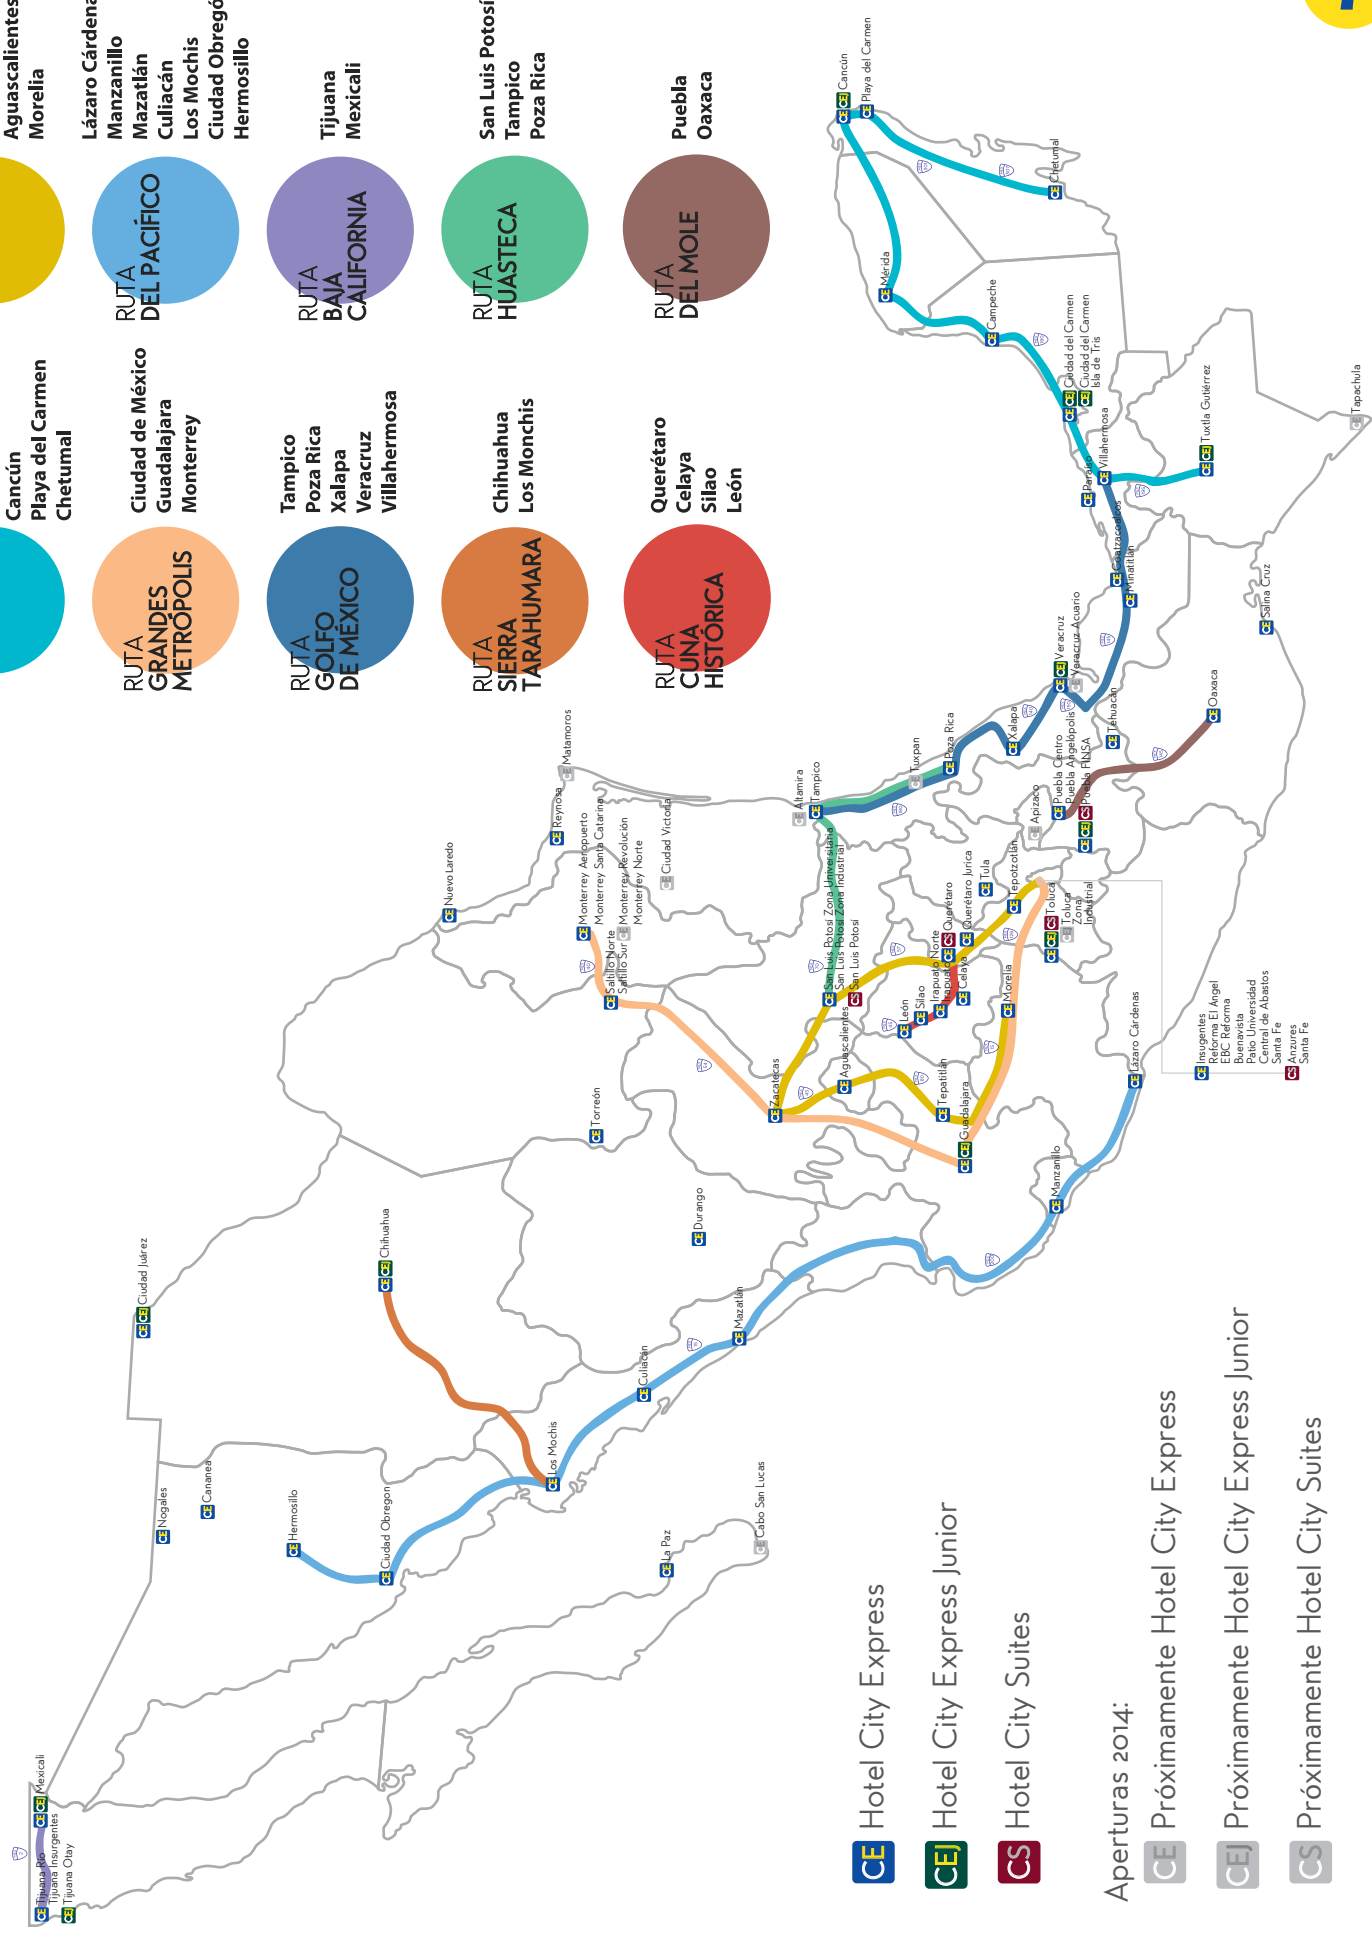 Cancún
Playa del Carmen
Chetumal
Aguascalientes
Morelia
RUTA
GRANDES
METRÓPOLIS
Ciudad de México
Guadalajara
Monterrey
RUTA
DEL PACÍFICO
Manzanillo
Mazatlán
Culiacán
Los Mochis
Hermosillo
RUTA
GOLFO
DE MÉXICO
Tampico
Poza Rica
Xalapa
Veracruz
Villahermosa
RUTA
BAJA
CALIFORNIA
Tijuana
Mexicali
RUTA
SIERRA
TARAHUMARA
Chihuahua
Los Monchis
RUTA
HUASTECA
San Luis Potosí
Tampico
Poza Rica
RUTA
CUNA
HISTÓRICA
Querétaro
Celaya
Silao
León
RUTA
DEL MOLE
Puebla
Oaxaca
Tijuana Río
Tijuana Insurgentes
Tijuana Otay
Mexicali
Nogales
Cananea
Hermosillo
Ciudad Obregon
Ciudad Juárez
Chihuahua
Los Mochis
Culiacán
Mazatlán
La Paz
Cabo San Lucas
Durango
Torreón
Nuevo Laredo
Reynosa
Matamoros
Monterrey Aeropuerto
Monterrey Santa Catarina
Monterrey Revolución
Monterrey Norte
Saltillo Norte
Saltillo Sur
Ciudad Victoria
Zacatecas
Altamira
Tampico
San Luis Potosí Zona Universitaria
San Luis Potosí Zona Industrial
San Luis Potosí
Aguascalientes
León
Silao
Irapuato Norte
Irapuato
Celaya
Querétaro
Querétaro Jurica
Tula
Tepotzotlán
Tepatitlán
Guadalajara
Morelia
Toluca
Toluca
Zona
Industrial
Manzanillo
Lázaro Cárdenas
Insugentes
Reforma El Ángel
EBC Reforma
Buenavista
Patio Universidad
Central de Abastos
Santa Fe
Anzures
Santa Fe
Tuxpan
Poza Rica
Xalapa
Apizaco
Puebla Centro
Puebla Angelópolis
Puebla FINSA
Tehuacán
Oaxaca
Veracruz
Veracruz Acuario
Salina Cruz
Minatitlán
Coatzacoalcos
Paraíso
Villahermosa
Tuxtla Gutiérrez
Tapachula
Ciudad del Carmen
Ciudad del Carmen
Isla de Tris
Campeche
Mérida
Cancún
Playa del Carmen
Chetumal
CE Hotel City Express
CEJ Hotel City Express Junior
CS Hotel City Suites
Aperturas 2014:
CE Próximamente Hotel City Express
CEJ Próximamente Hotel City Express Junior
CS Próximamente Hotel City Suites